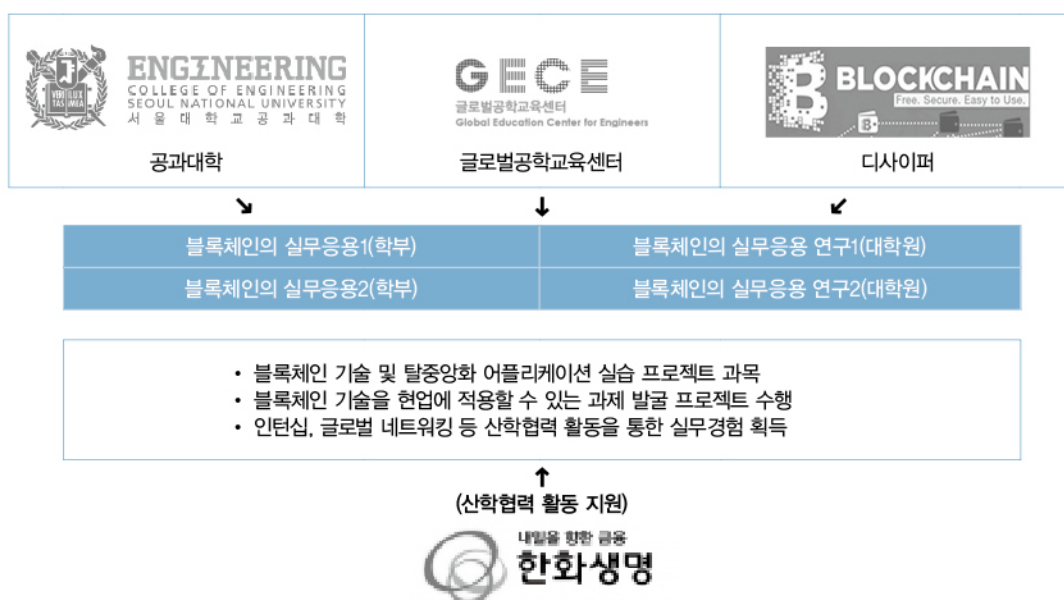 ENGINEERING
COLLEGE OF ENGINEERING
SEOUL NATIONAL UNIVERSITY
서울대학교공과대학
VERI LUX
TAS MEA
공과대학
GECE
글로벌공학교육센터
Global Education Center for Engineers
글로벌공학교육센터
BLOCKCHAIN
Free. Secure. Easy to Use.
디사이퍼
블록체인의 실무응용1(학부)
블록체인의 실무응용 연구1(대학원)
블록체인의 실무응용2(학부)
블록체인의 실무응용 연구2(대학원)
• 블록체인 기술 및 탈중앙화 어플리케이션 실습 프로젝트 과목
• 블록체인 기술을 현업에 적용할 수 있는 과제 발굴 프로젝트 수행
• 인턴십, 글로벌 네트워킹 등 산학협력 활동을 통한 실무경험 획득
(산학협력 활동 지원)
내일을 향한 금융
한화생명